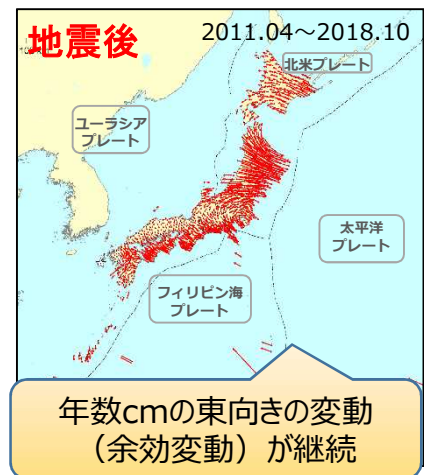 地震後
2011.04～2018.10
北米プレート
ユーラシア
プレート
太平洋
プレート
フィリピン海
プレート
年数cmの東向きの変動
（余効変動）が継続